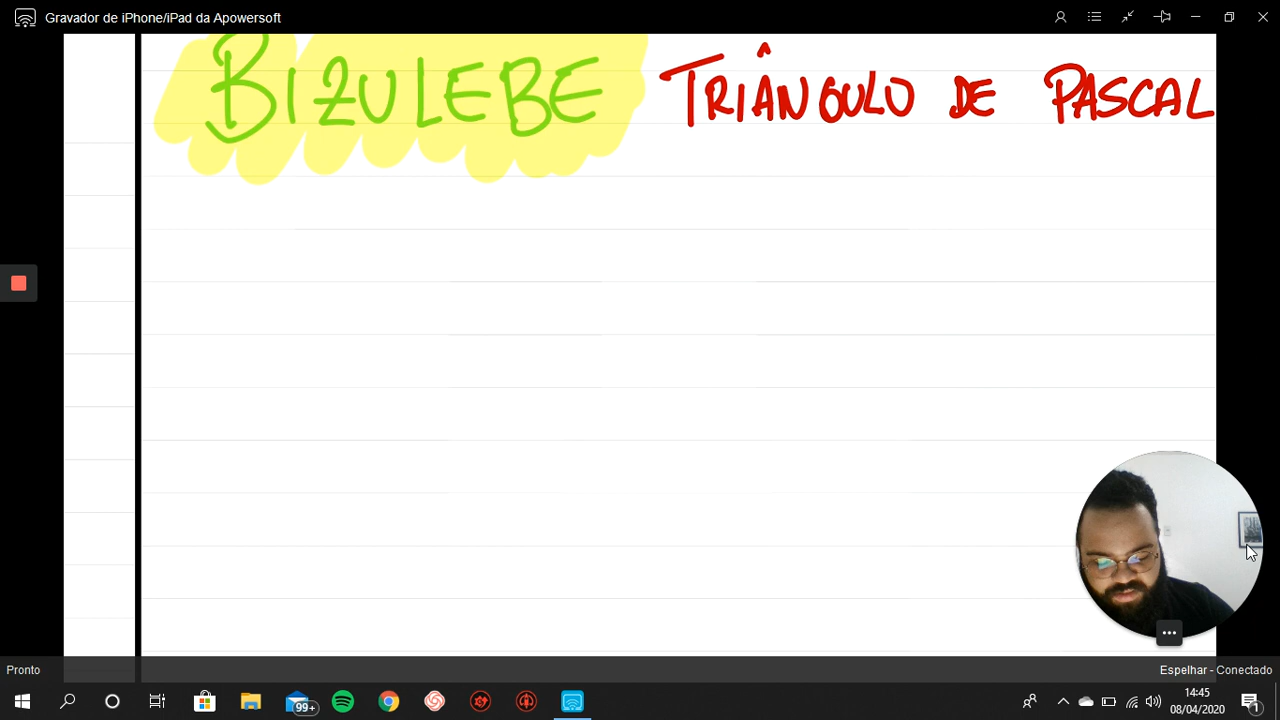 Gravador de iPhone/iPad da Apowersoft
BIZULEBE TRIÂNGULO DE PASCAL
Pronto
Espelhar - Conectado
99+
14:45
08/04/2020
1